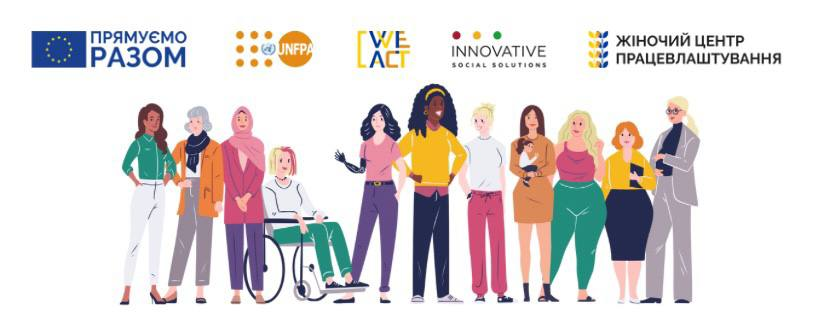 ПРЯМУЄМО
РАЗОМ
UNFPA
WE
ACT
INNOVATIVE
SOCIAL SOLUTIONS
ЖІНОЧИЙ ЦЕНТР
ПРАЦЕВЛАШТУВАННЯ